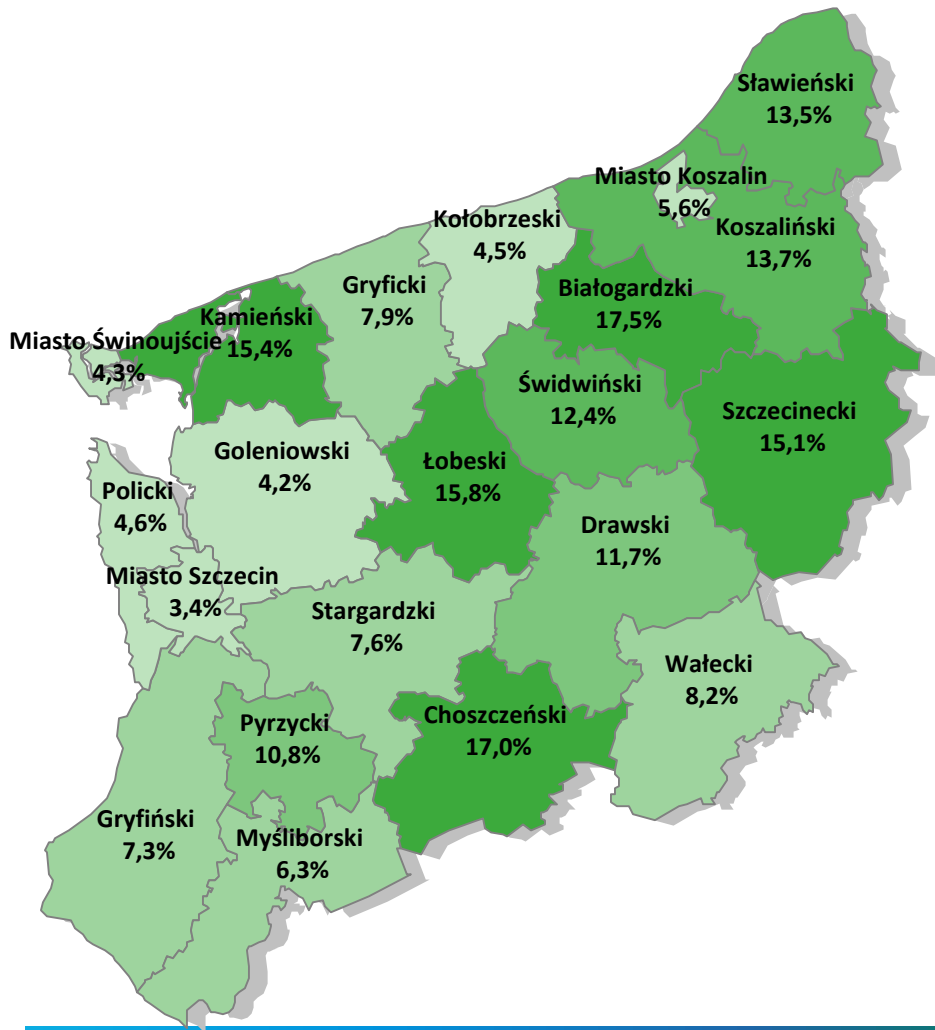 Sławieński
13,5%
Miasto Koszalin
5,6%
Kołobrzeski
4,5%
Koszaliński
13,7%
Gryficki
7,9%
Białogardzki
17,5%
Kamieński
15,4%
Miasto Świnoujście
4,3%
Świdwiński
12,4%
Szczecinecki
15,1%
Goleniowski
4,2%
Łobeski
15,8%
Policki
4,6%
Drawski
11,7%
Miasto Szczecin
3,4%
Stargardzki
7,6%
Wałecki
8,2%
Choszczeński
17,0%
Pyrzycki
10,8%
Gryfiński
7,3%
Myśliborski
6,3%